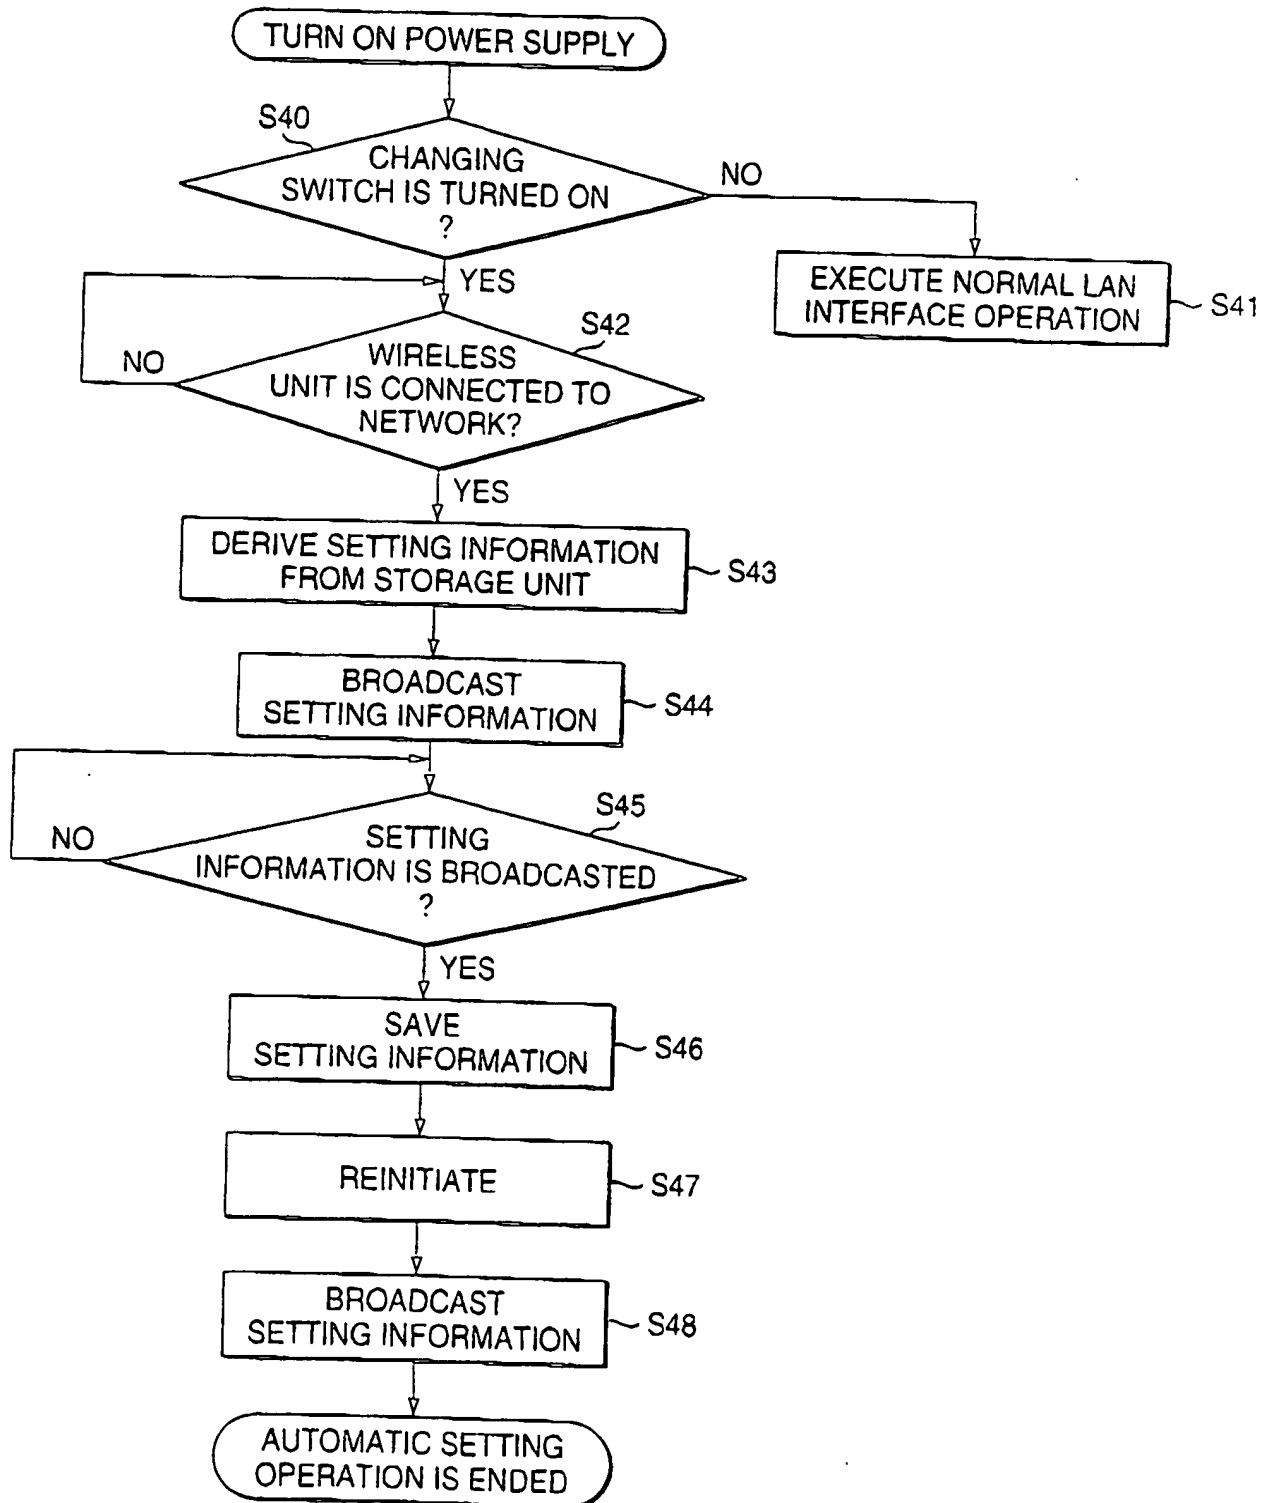 TURN ON POWER SUPPLY
S40
CHANGING
SWITCH IS TURNED ON
?
NO
YES
EXECUTE NORMAL LAN
INTERFACE OPERATION
S41
S42
WIRELESS
UNIT IS CONNECTED TO
NETWORK?
NO
YES
DERIVE SETTING INFORMATION
FROM STORAGE UNIT
S43
BROADCAST
SETTING INFORMATION
S44
S45
SETTING
INFORMATION IS BROADCASTED
?
NO
YES
SAVE
SETTING INFORMATION
S46
REINITIATE
S47
BROADCAST
SETTING INFORMATION
S48
AUTOMATIC SETTING
OPERATION IS ENDED